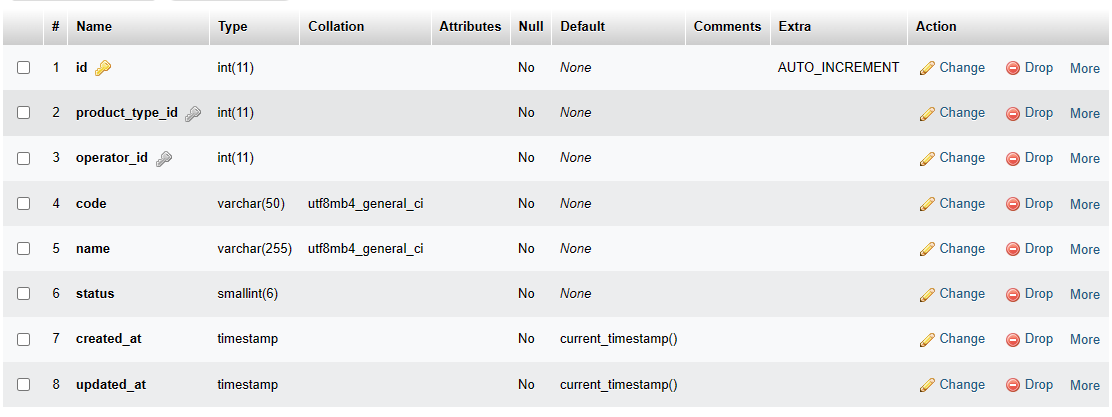 # Name Type Collation Attributes Null Default Comments Extra Action
1 id int(11) No None AUTO_INCREMENT Change Drop More
2 product_type_id int(11) No None Change Drop More
3 operator_id int(11) No None Change Drop More
4 code varchar(50) utf8mb4_general_ci No None Change Drop More
5 name varchar(255) utf8mb4_general_ci No None Change Drop More
6 status smallint(6) No None Change Drop More
7 created_at timestamp No current_timestamp() Change Drop More
8 updated_at timestamp No current_timestamp() Change Drop More